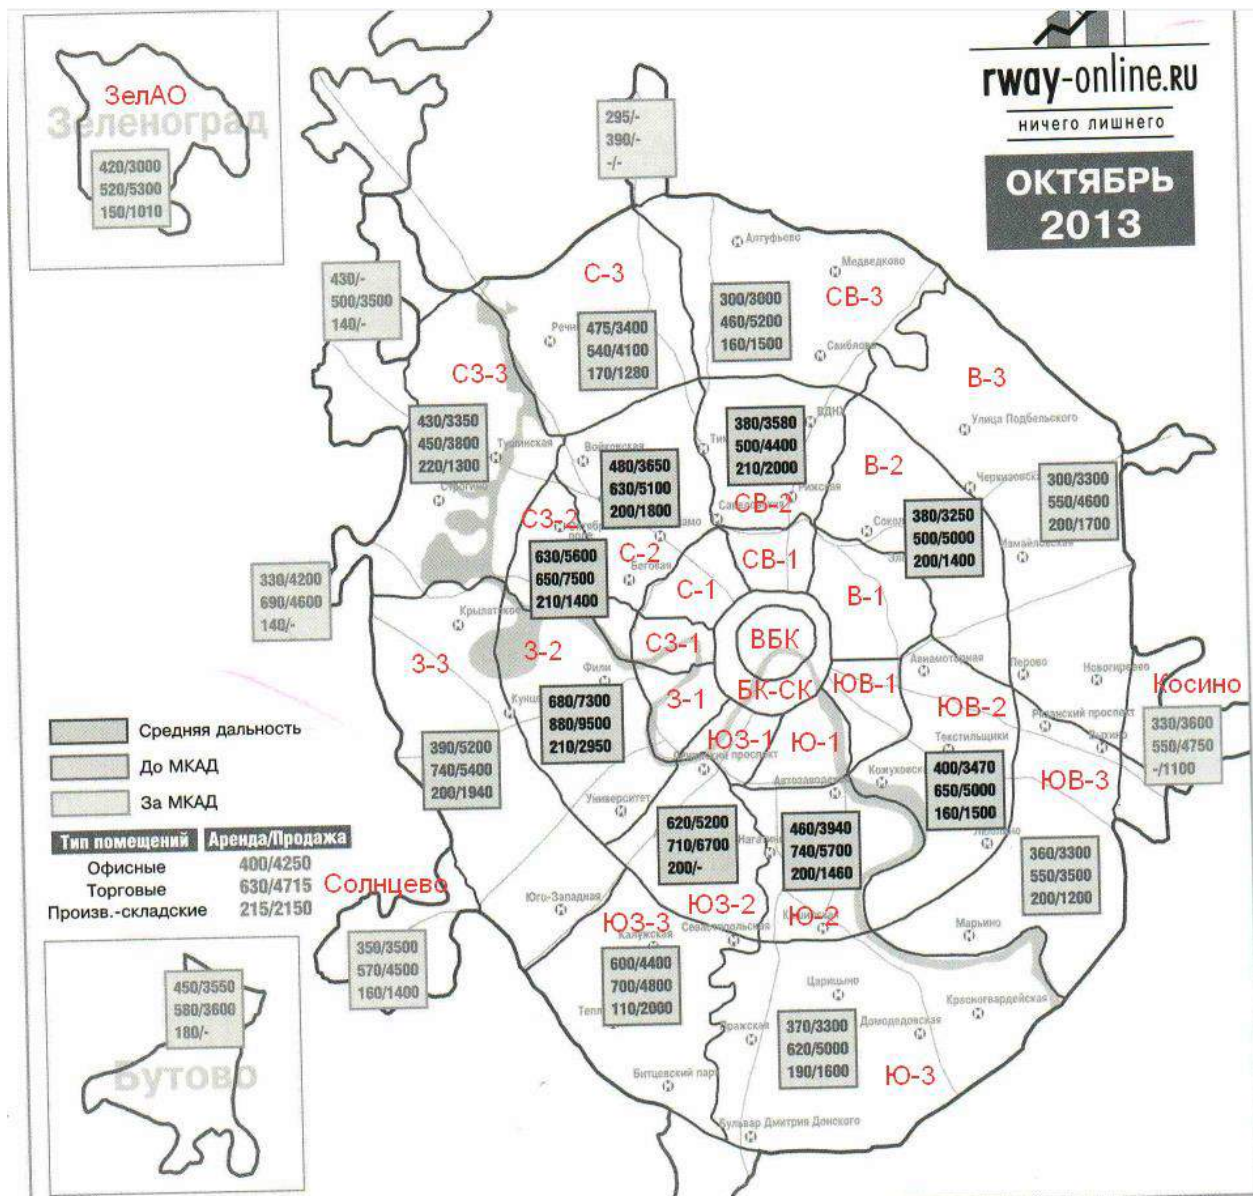 ЗелАО
Зеленоград
420/3000
520/5300
150/1010
rway-online.RU
ничего лишнего
ОКТЯБРЬ
2013
295/-
390/-
-/-
430/-
500/3500
140/-
С-3
475/3400
540/4100
170/1280
Алтуфьево
Медведково
СВ-3
300/3000
460/5200
160/1500
Свиблово
СЗ-3
430/3350
450/3800
220/1300
Тушинская
Строгино
В-3
Улица Подбельского
300/3300
550/4600
200/1700
Войковская
480/3650
630/5100
200/1800
ВДНХ
380/3580
500/4400
210/2000
СВ-2
Рижская
В-2
380/3250
500/5000
200/1400
Измайловская
СЗ-2
630/5600
650/7500
210/1400
С-2
Беговая
СВ-1
С-1
В-1
330/4200
690/4600
140/-
Крылатское
З-3
З-2
Фили
680/7300
880/9500
210/2950
390/5200
740/5400
200/1940
СЗ-1
ВБК
БК-СК
З-1
ЮЗ-1
Ю-1
ЮВ-1
Авиамоторная
Перово
Новогиреево
Косино
330/3600
550/4750
-/1100
ЮВ-2
Рязанский проспект
Текстильщики
ЮВ-3
400/3470
650/5000
160/1500
360/3300
550/3500
200/1200
Марьино
Университет
620/5200
710/6700
200/-
460/3940
740/5700
200/1460
Ю-2
Каширская
ЮЗ-2
Севастопольская
Юго-Западная
ЮЗ-3
Калужская
600/4400
700/4800
110/2000
Царицыно
Красногвардейская
Пражская
Домодедовская
370/3300
620/5000
190/1600
Ю-3
Битцевский парк
Бульвар Дмитрия Донского
Средняя дальность
До МКАД
За МКАД
Тип помещений Аренда/Продажа
Офисные 400/4250
Торговые 630/4715
Произв.-складские 215/2150
Солнцево
350/3500
570/4500
160/1400
450/3550
580/3600
180/-
Бутово